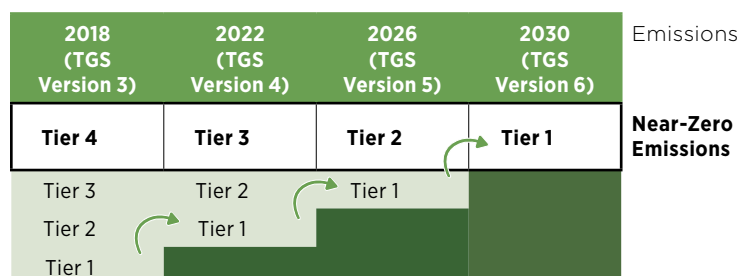 2018 2022 2026 2030 Emissions
(TGS (TGS (TGS (TGS
Version 3) Version 4) Version 5) Version 6)
Tier 4 Tier 3 Tier 2 Tier 1 Near-Zero
Emissions
Tier 3 Tier 2 Tier 1
Tier 2 Tier 1
Tier 1